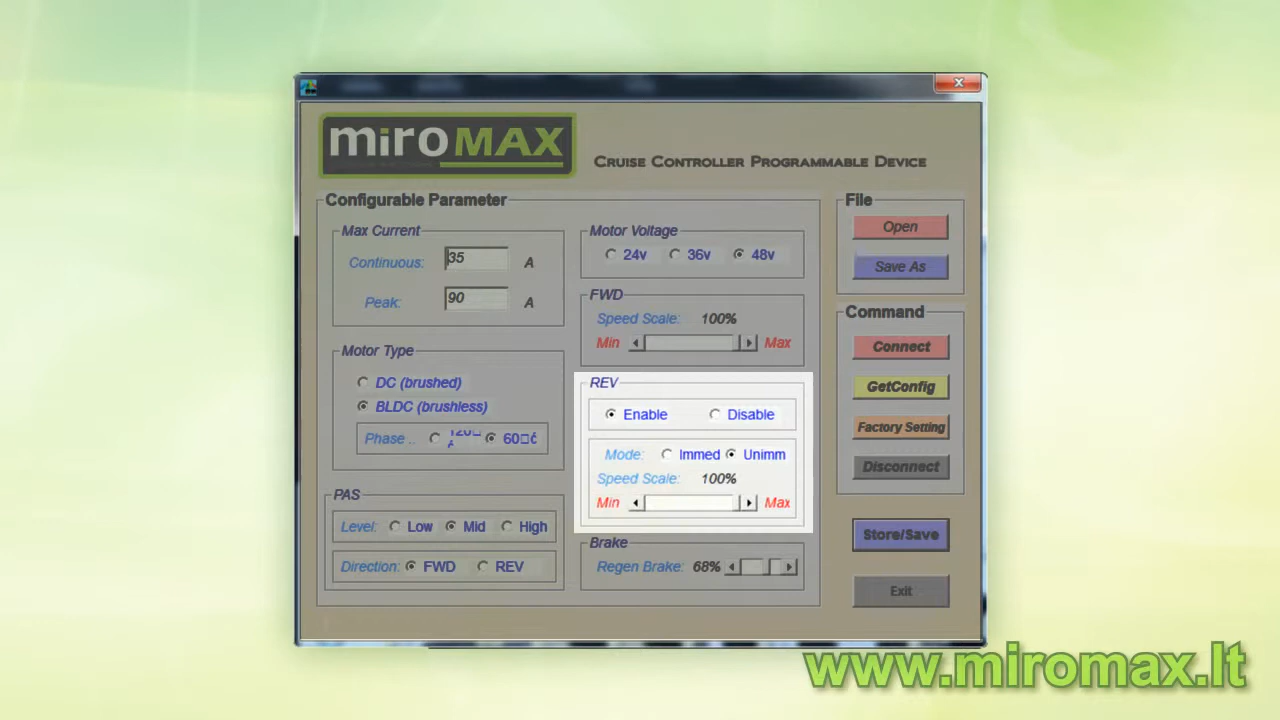 miroMAX
Cruise Controller Programmable Device
Configurable Parameter
Max Current
Continuous: 35 A
Peak: 90 A
Motor Type
DC (brushed)
BLDC (brushless)
Phase .. 60
PAS
Level: Low Mid High
Direction: FWD REV
Motor Voltage
24v 36v 48v
FWD
Speed Scale: 100%
Min Max
REV
Enable Disable
Mode: Immed Unimm
Speed Scale: 100%
Min Max
Brake
Regen Brake: 68%
File
Open
Save As
Command
Connect
GetConfig
Factory Setting
Disconnect
Store/Save
Exit
www.miromax.lt